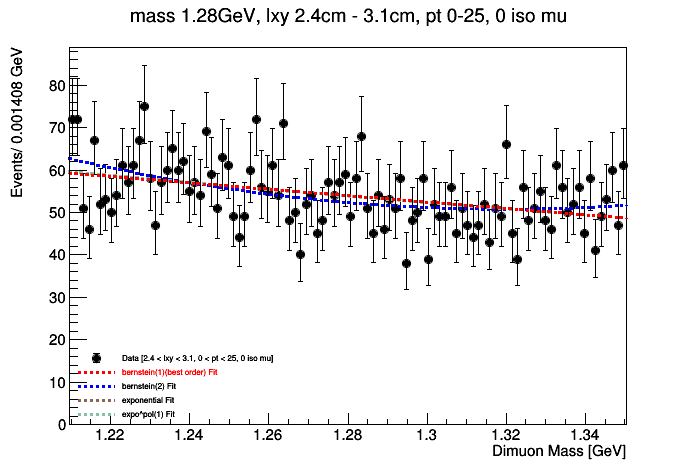 mass 1.28GeV, lxy 2.4cm - 3.1cm, pt 0-25, 0 iso mu
Events/ 0.001408 GeV
80
70
60
50
40
30
20
10
0
Data [2.4 < lxy < 3.1, 0 < pt < 25, 0 iso mu]
bernstein(1)(best order) Fit
bernstein(2) Fit
exponential Fit
expo*pol(1) Fit
1.22 1.24 1.26 1.28 1.3 1.32 1.34
Dimuon Mass [GeV]